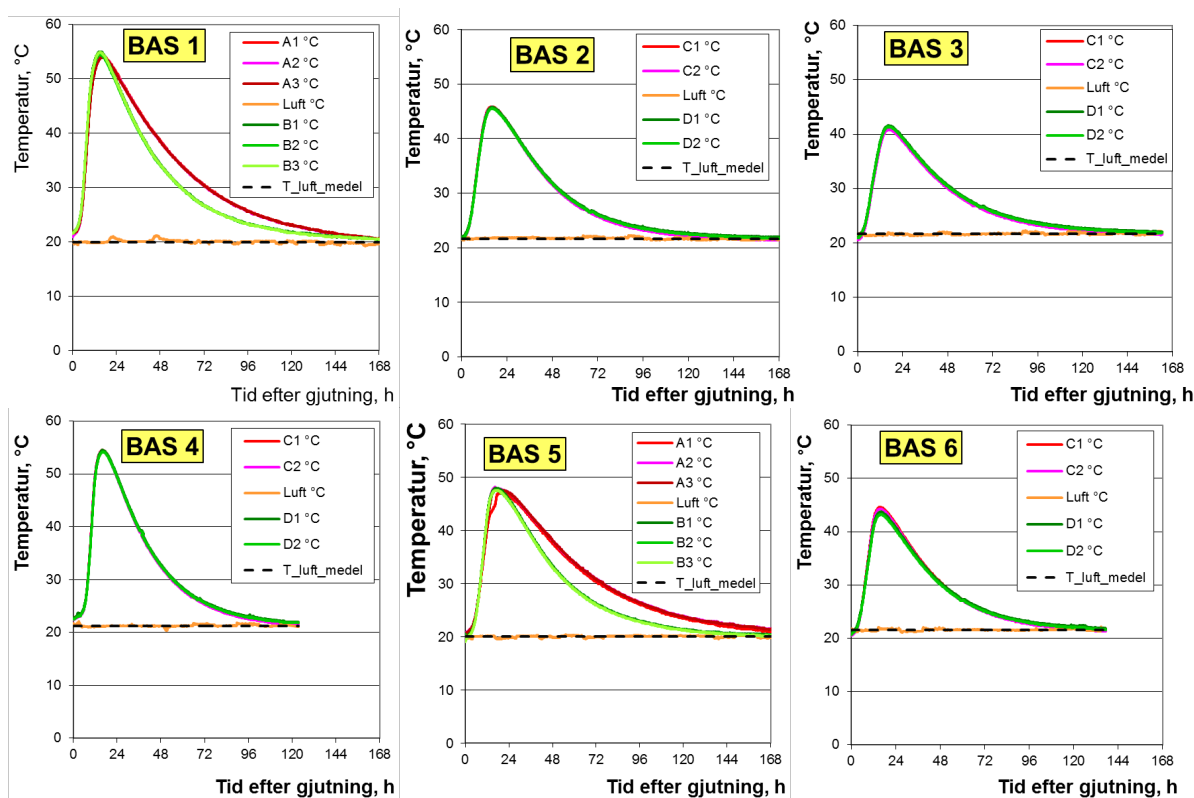 BAS 1
Temperatur, °C
60
50
40
30
20
10
0
0 24 48 72 96 120 144 168
Tid efter gjutning, h
A1 °C
A2 °C
A3 °C
Luft °C
B1 °C
B2 °C
B3 °C
T_luft_medel
BAS 2
Temperatur, °C
60
50
40
30
20
10
0
0 24 48 72 96 120 144 168
Tid efter gjutning, h
C1 °C
C2 °C
Luft °C
D1 °C
D2 °C
T_luft_medel
BAS 3
Temperatur, °C
60
50
40
30
20
10
0
0 24 48 72 96 120 144 168
Tid efter gjutning, h
C1 °C
C2 °C
Luft °C
D1 °C
D2 °C
T_luft_medel
BAS 4
Temperatur, °C
60
50
40
30
20
10
0
0 24 48 72 96 120 144 168
Tid efter gjutning, h
C1 °C
C2 °C
Luft °C
D1 °C
D2 °C
T_luft_medel
BAS 5
Temperatur, °C
60
50
40
30
20
10
0
0 24 48 72 96 120 144 168
Tid efter gjutning, h
A1 °C
A2 °C
A3 °C
Luft °C
B1 °C
B2 °C
B3 °C
T_luft_medel
BAS 6
Temperatur, °C
60
50
40
30
20
10
0
0 24 48 72 96 120 144 168
Tid efter gjutning, h
C1 °C
C2 °C
Luft °C
D1 °C
D2 °C
T_luft_medel